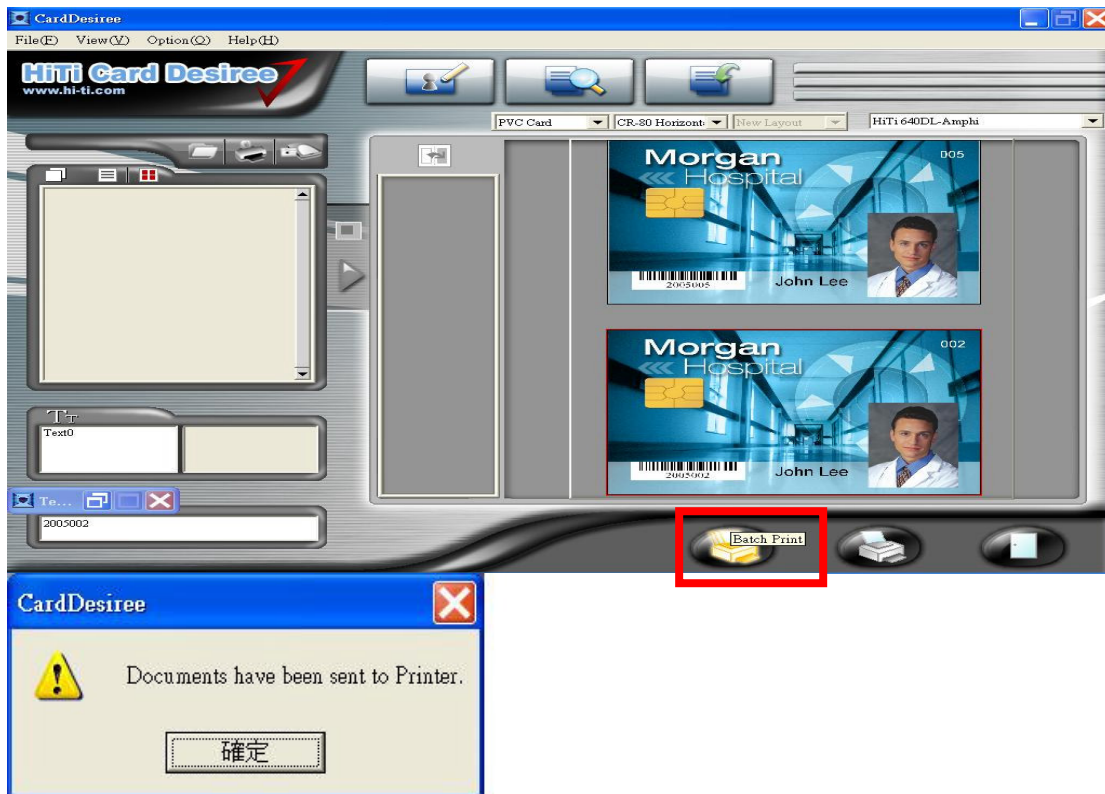 CardDesiree
File(F) View(V) Option(O) Help(H)
HiTi Card Desiree
www.hi-ti.com
PVC Card CR-80 Horizont: New Layout HiTi 640DL-Amphi
Morgan 005
Hospital
2005005 John Lee
Morgan 002
Hospital
2005002 John Lee
TT
Text0
Te...
2005002
Batch Print
CardDesiree
Documents have been sent to Printer.
確定